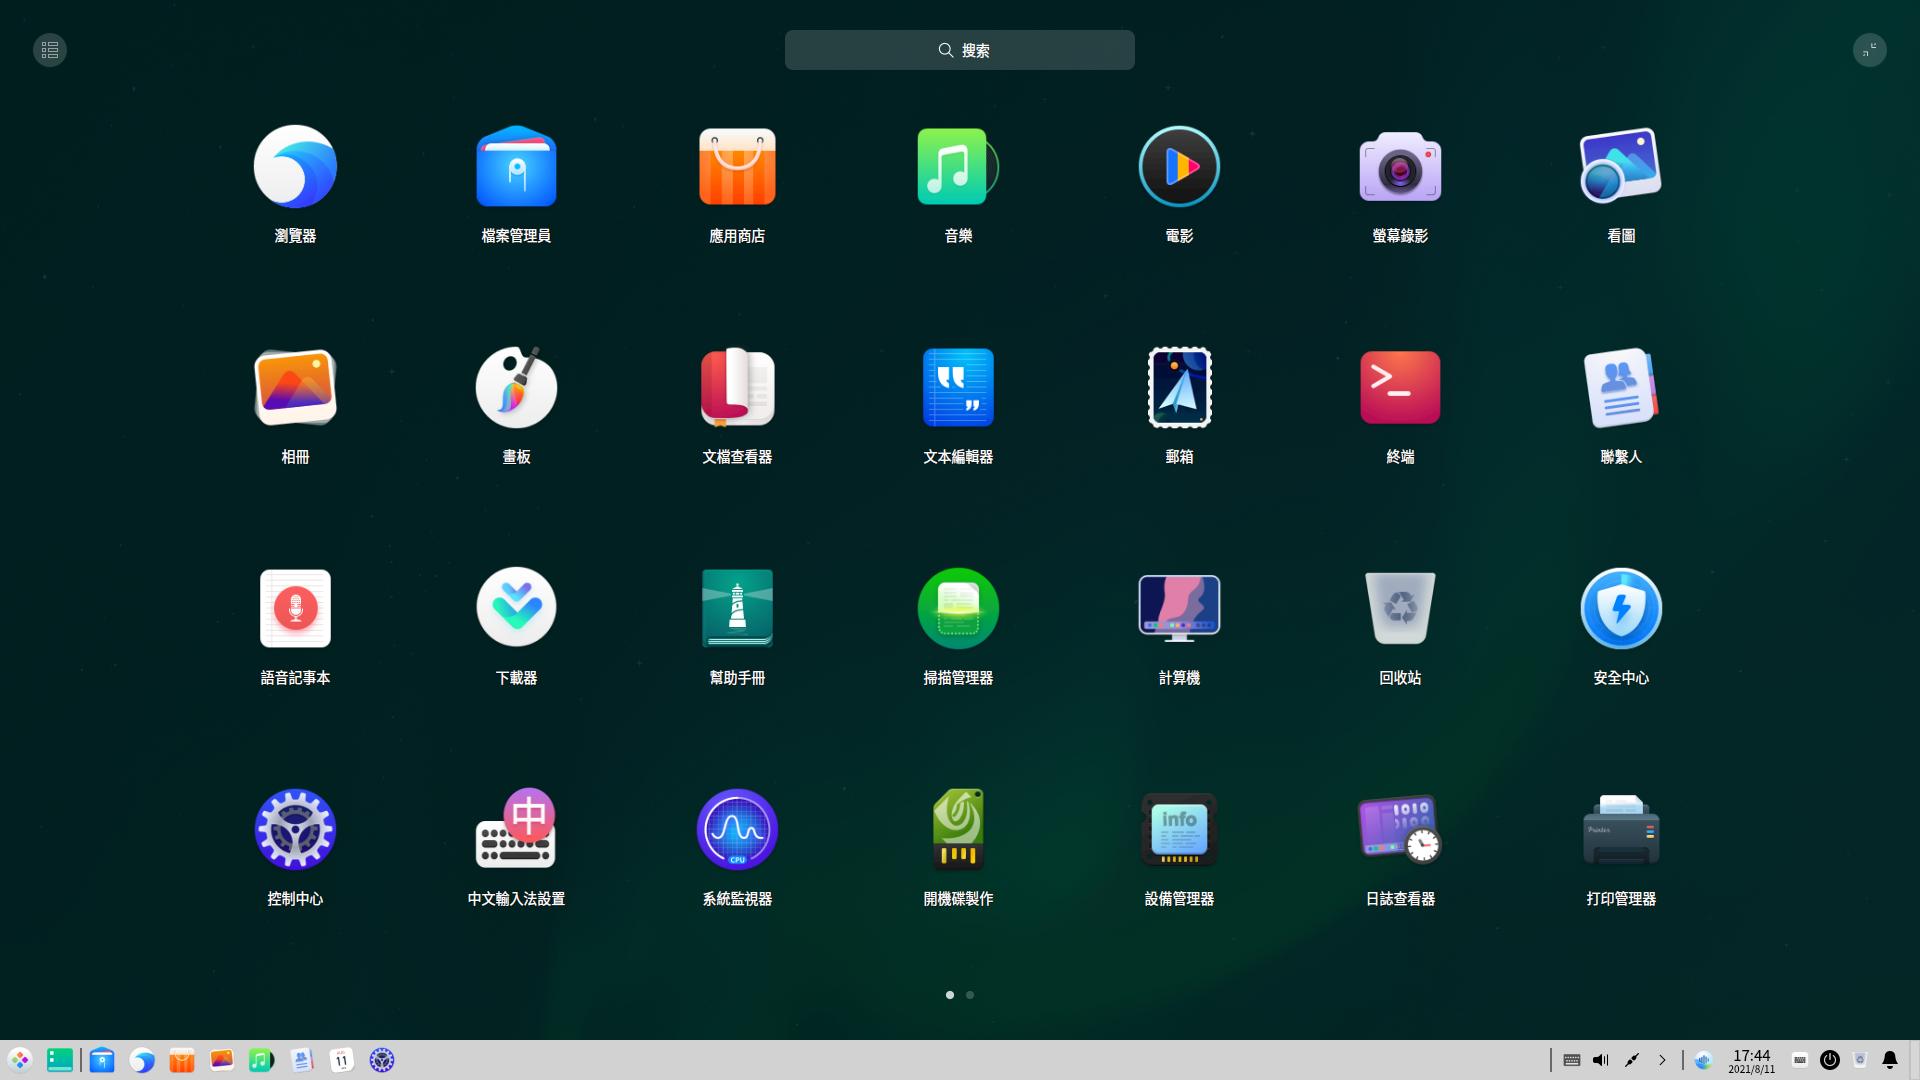 搜索
瀏覽器
檔案管理員
應用商店
音樂
電影
螢幕錄影
看圖
相冊
畫板
文檔查看器
文本編輯器
郵箱
終端
聯繫人
語音記事本
下載器
幫助手冊
掃描管理器
計算機
回收站
安全中心
中
CPU
info
1010
Printer
控制中心
中文輸入法設置
系統監視器
開機碟製作
設備管理器
日誌查看器
打印管理器
11
17:44
2021/8/11